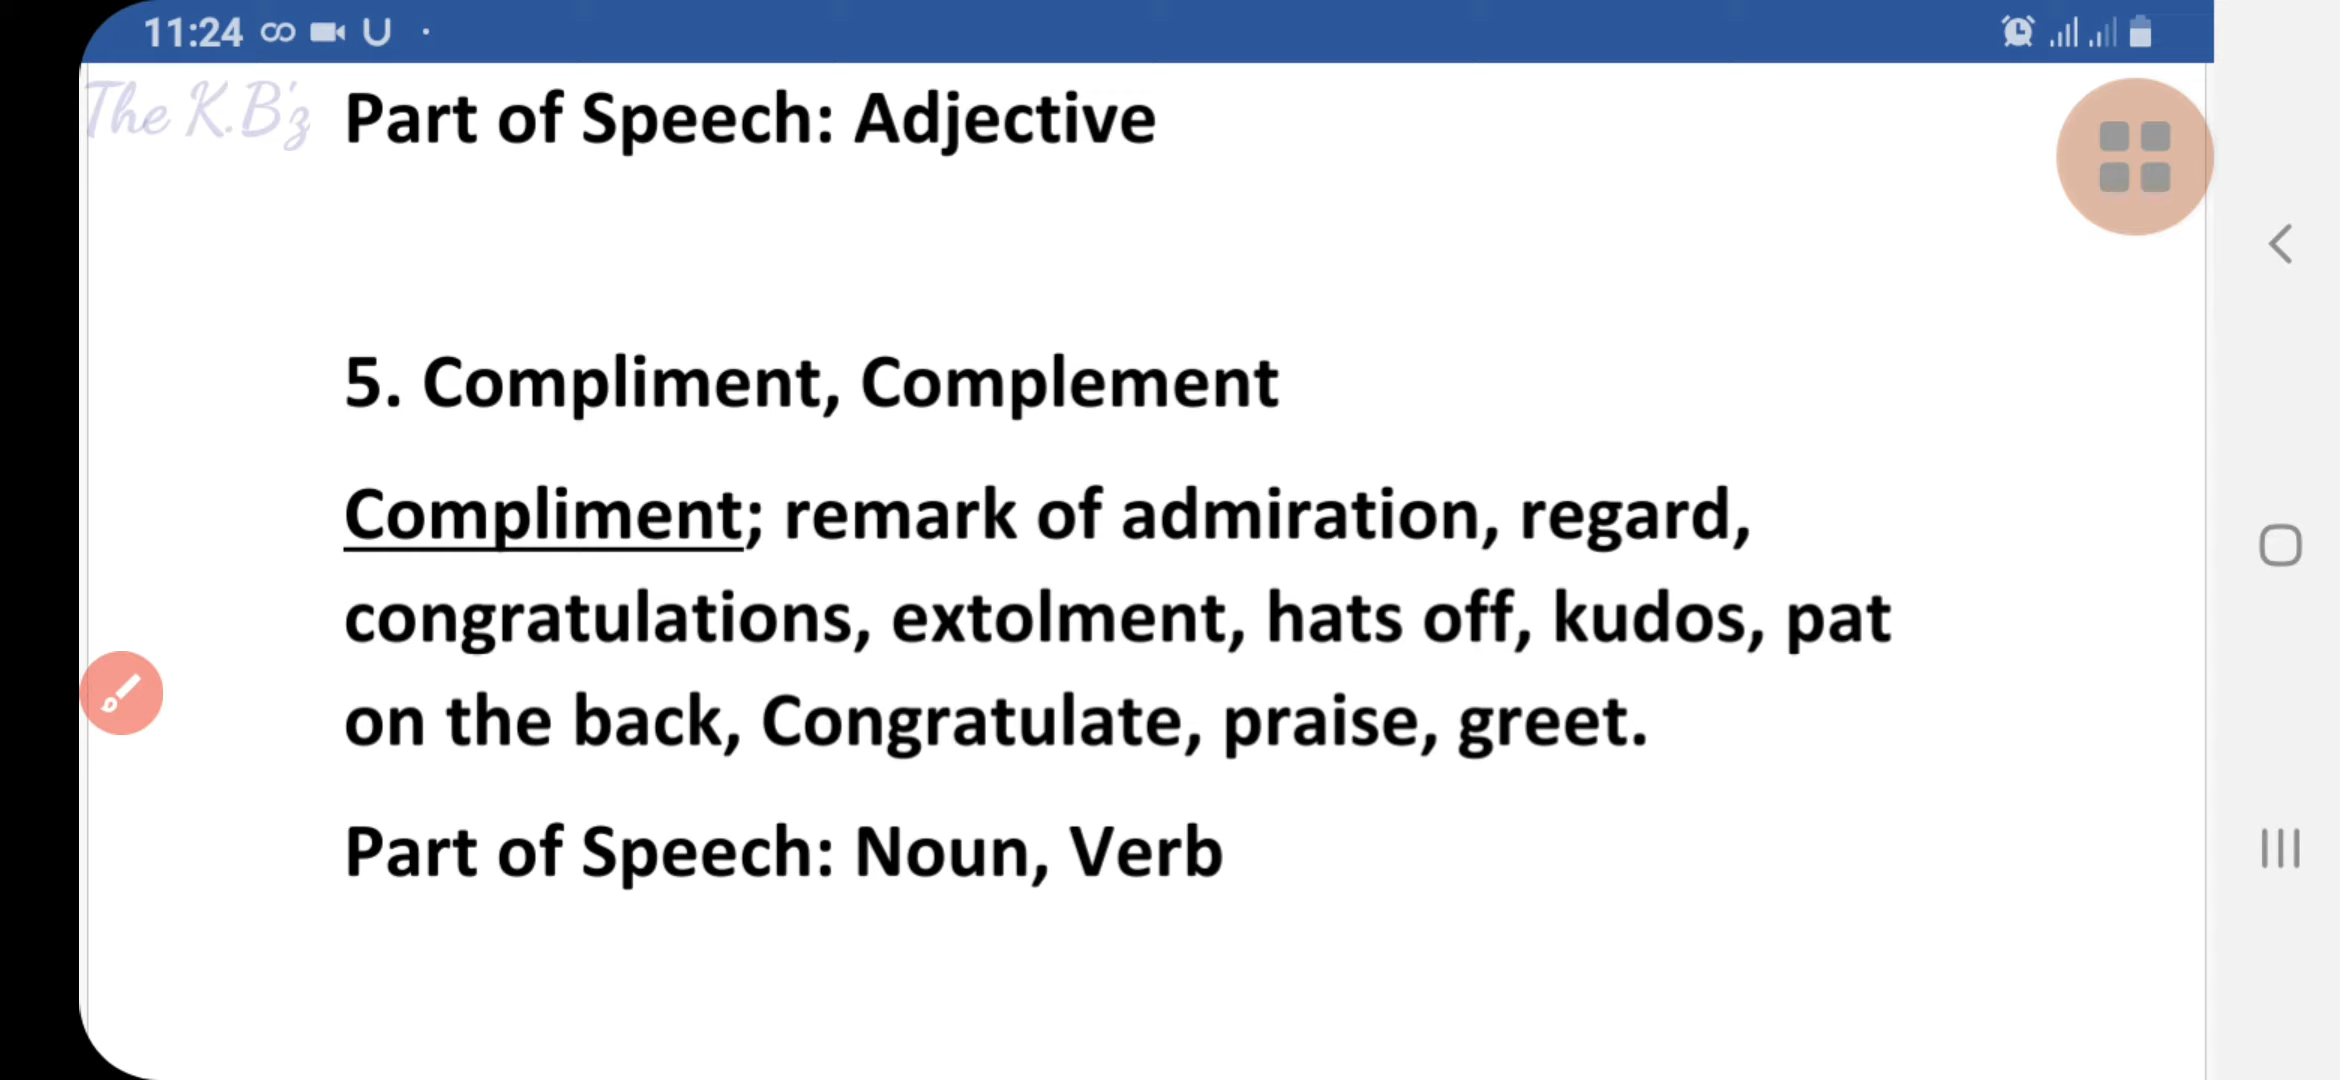 11:24
The K.B'z
Part of Speech: Adjective
5. Compliment, Complement
Compliment; remark of admiration, regard,
congratulations, extolment, hats off, kudos, pat
on the back, Congratulate, praise, greet.
Part of Speech: Noun, Verb